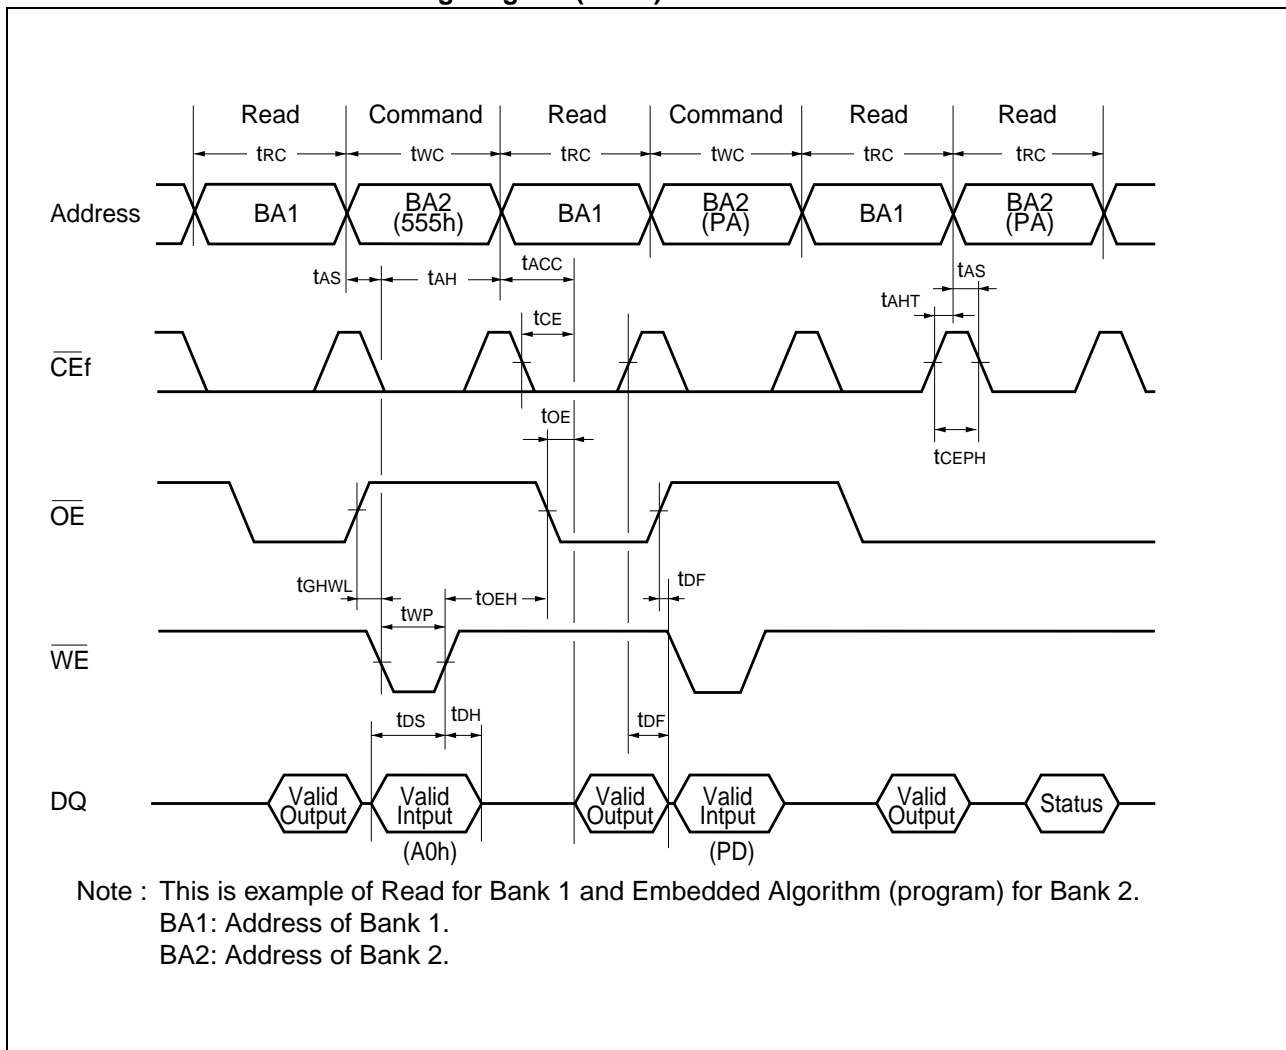 Read Command Read Command Read Read
tRC tWC tRC tWC tRC tRC
Address BA1 BA2 (555h) BA1 BA2 (PA) BA1 BA2 (PA)
tAS tAH tACC tAS
tAHT
tCE
CEf
tOE
tCEPH
OE
tGHWL tWP tOEH tDF
WE
tDS tDH tDF
DQ Valid Output Valid Intput Valid Output Valid Intput Valid Output Status
(A0h) (PD)
Note : This is example of Read for Bank 1 and Embedded Algorithm (program) for Bank 2.
BA1: Address of Bank 1.
BA2: Address of Bank 2.